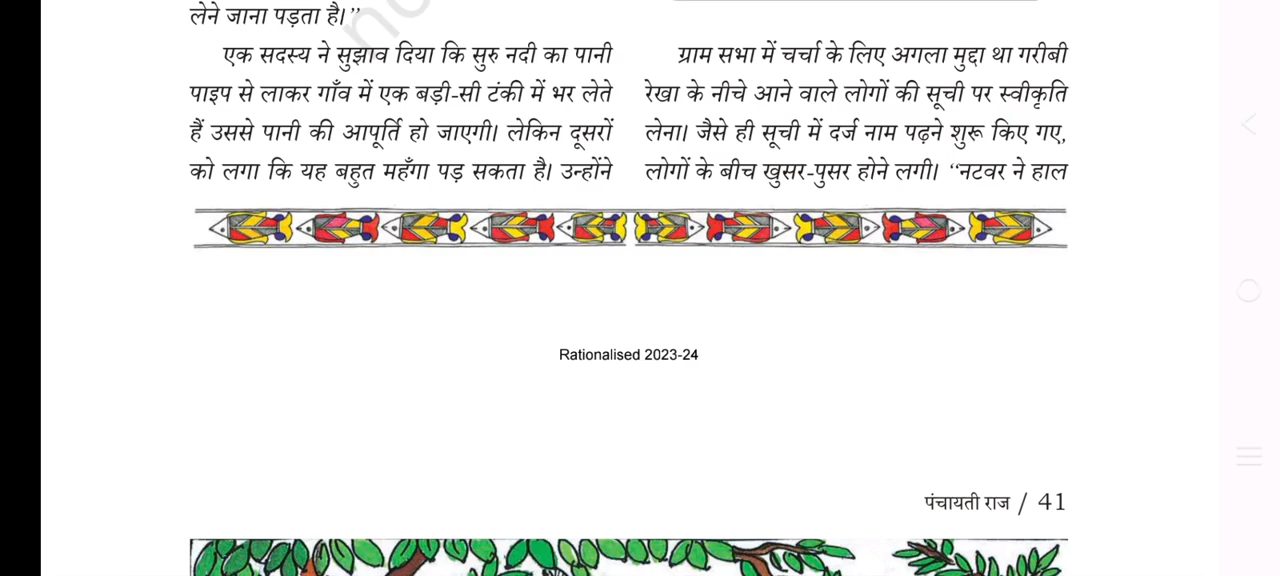 लेने जाना पड़ता है।”
एक सदस्य ने सुझाव दिया कि सुरु नदी का पानी
पाइप से लाकर गाँव में एक बड़ी-सी टंकी में भर लेते
हैं उससे पानी की आपूर्ति हो जाएगी। लेकिन दूसरों
को लगा कि यह बहुत महँगा पड़ सकता है। उन्होंने
ग्राम सभा में चर्चा के लिए अगला मुद्दा था गरीबी
रेखा के नीचे आने वाले लोगों की सूची पर स्वीकृति
लेना। जैसे ही सूची में दर्ज नाम पढ़ने शुरू किए गए,
लोगों के बीच खुसर-पुसर होने लगी। “नटवर ने हाल
Rationalised 2023-24
पंचायती राज / 41